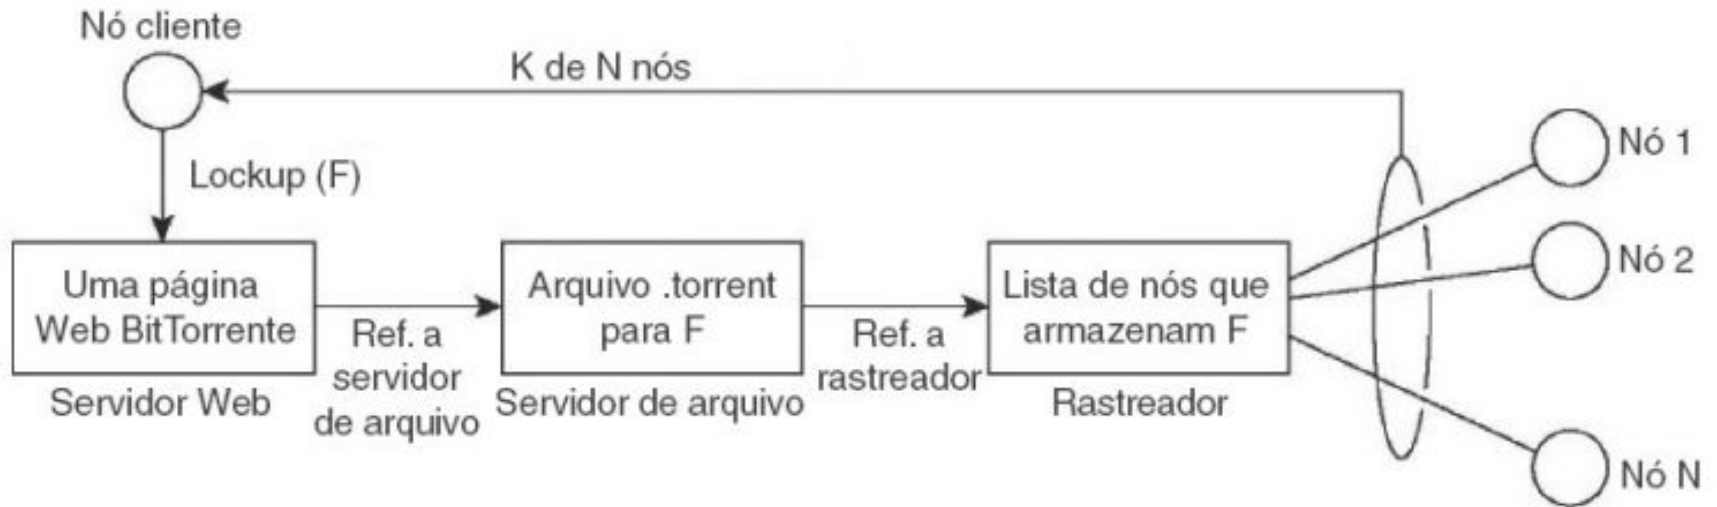 Nó cliente
K de N nós
Nó 1
Lockup (F)
Nó 2
Uma página
Web BitTorrente
Servidor Web
Ref. a
servidor
de arquivo
Arquivo .torrent
para F
Servidor de arquivo
Ref. a
rastreador
Lista de nós que
armazenam F
Rastreador
Nó N